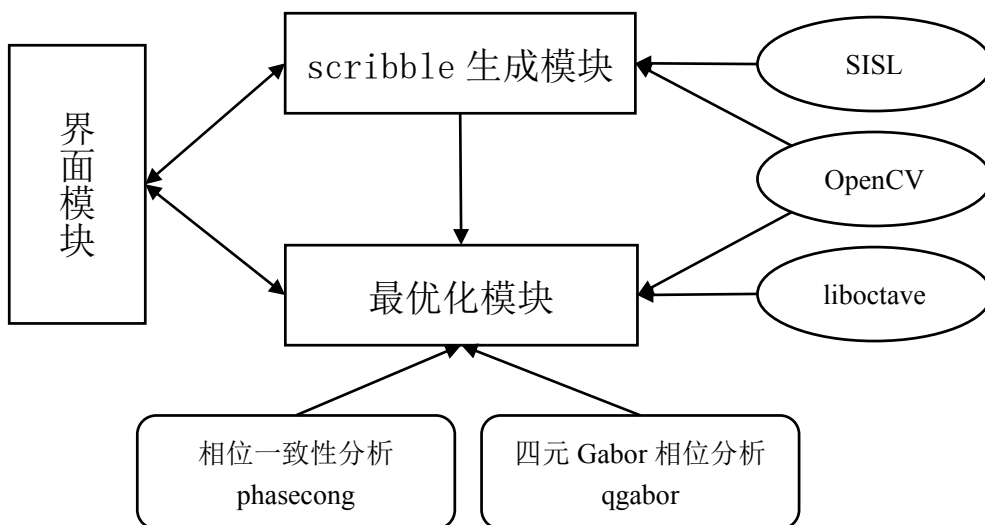 界面模块
scribble 生成模块
SISL
OpenCV
最优化模块
liboctave
相位一致性分析
phasecong
四元 Gabor 相位分析
qgabor